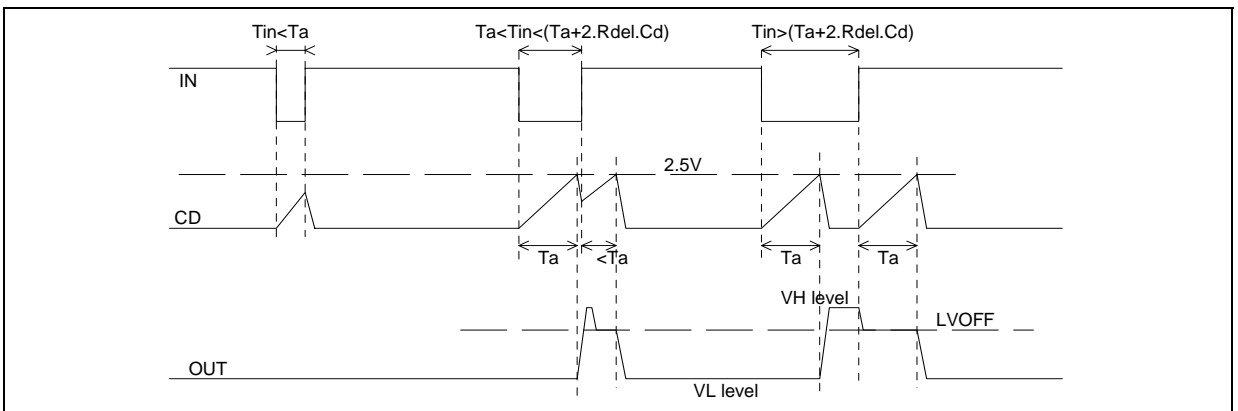 Tin<Ta
Ta<Tin<(Ta+2.Rdel.Cd)
Tin>(Ta+2.Rdel.Cd)
IN
2.5V
CD
Ta
<Ta
Ta
Ta
VH level
LVOFF
OUT
VL level